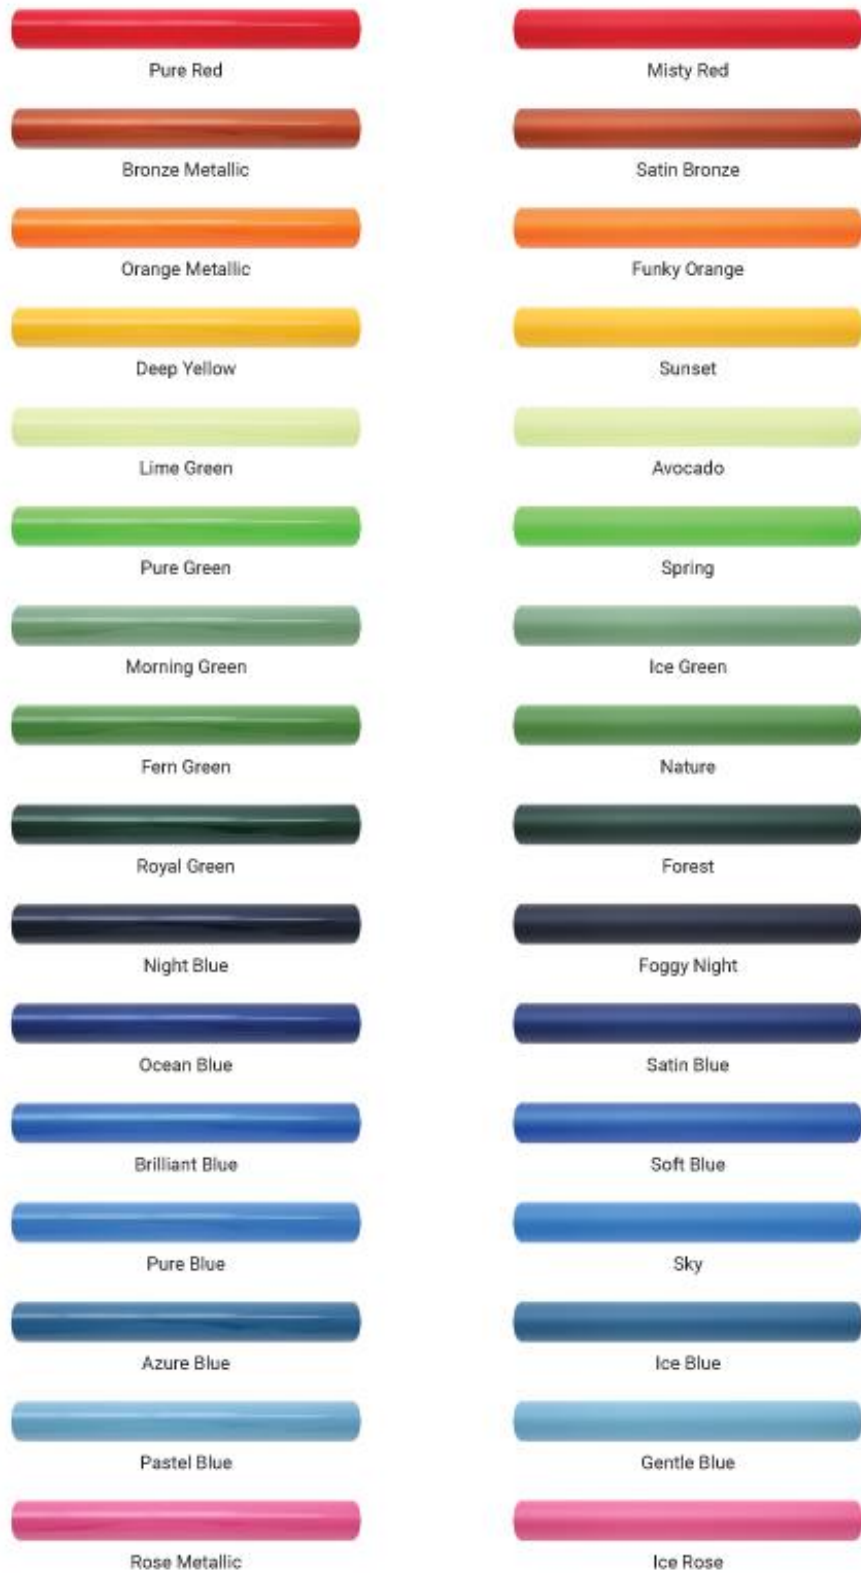 Pure Red
Misty Red
Bronze Metallic
Satin Bronze
Orange Metallic
Funky Orange
Deep Yellow
Sunset
Lime Green
Avocado
Pure Green
Spring
Morning Green
Ice Green
Fern Green
Nature
Royal Green
Forest
Night Blue
Foggy Night
Ocean Blue
Satin Blue
Brilliant Blue
Soft Blue
Pure Blue
Sky
Azure Blue
Ice Blue
Pastel Blue
Gentle Blue
Rose Metallic
Ice Rose